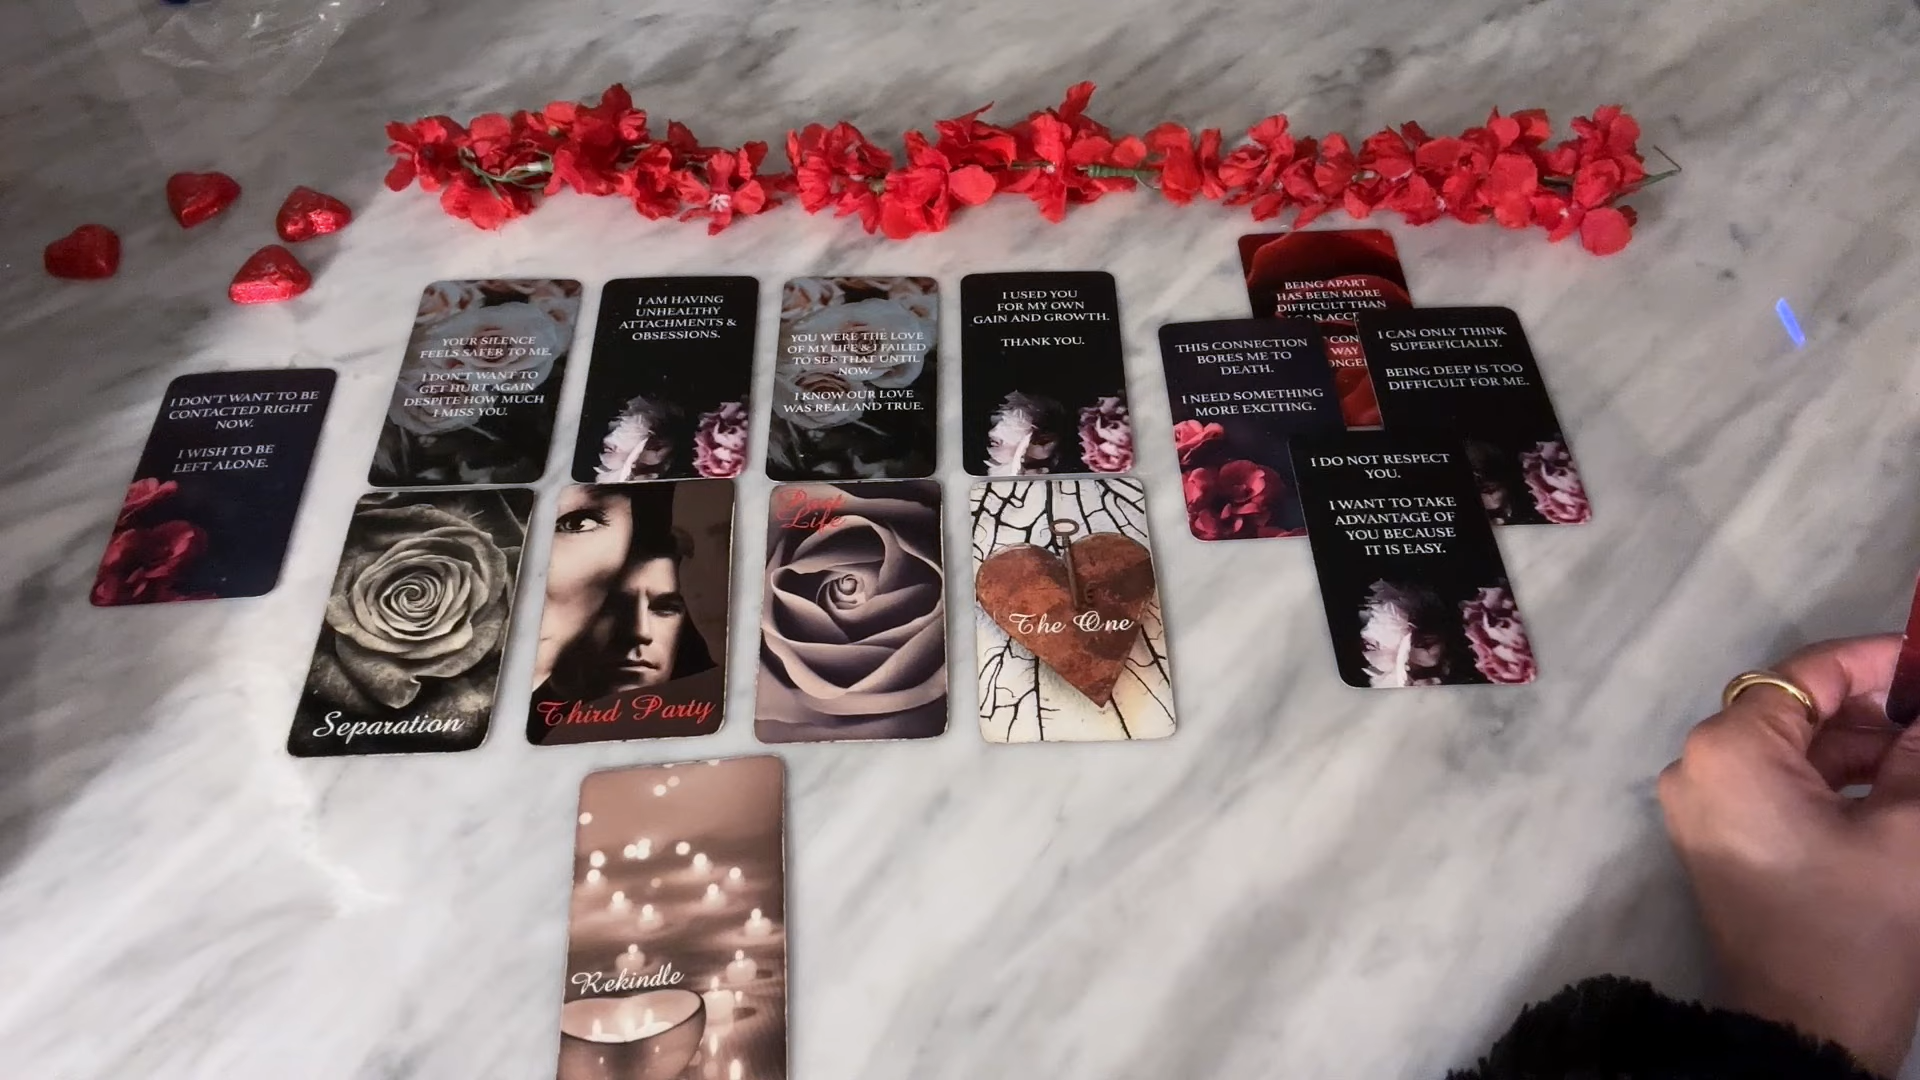 I DON'T WANT TO BE
CONTACTED RIGHT
NOW.
I WISH TO BE
LEFT ALONE.
YOUR SILENCE
FEELS SAFER TO ME.
I DON'T WANT TO
GET HURT AGAIN
DESPITE HOW MUCH
I MISS YOU.
I AM HAVING
UNHEALTHY
ATTACHMENTS &
OBSESSIONS.
YOU WERE THE LOVE
OF MY LIFE & I FAILED
TO SEE THAT UNTIL
NOW.
I KNOW OUR LOVE
WAS REAL AND TRUE.
I USED YOU
FOR MY OWN
GAIN AND GROWTH.
THANK YOU.
BEING APART
HAS BEEN MORE
DIFFICULT THAN
I CAN
WAY
THIS CONNECTION
BORES ME TO
DEATH.
I NEED SOMETHING
MORE EXCITING.
I CAN ONLY THINK
SUPERFICIALLY.
BEING DEEP IS TOO
DIFFICULT FOR ME.
I DO NOT RESPECT
YOU.
I WANT TO TAKE
ADVANTAGE OF
YOU BECAUSE
IT IS EASY.
Separation
Third Party
Past
Life
The One
Rekindle